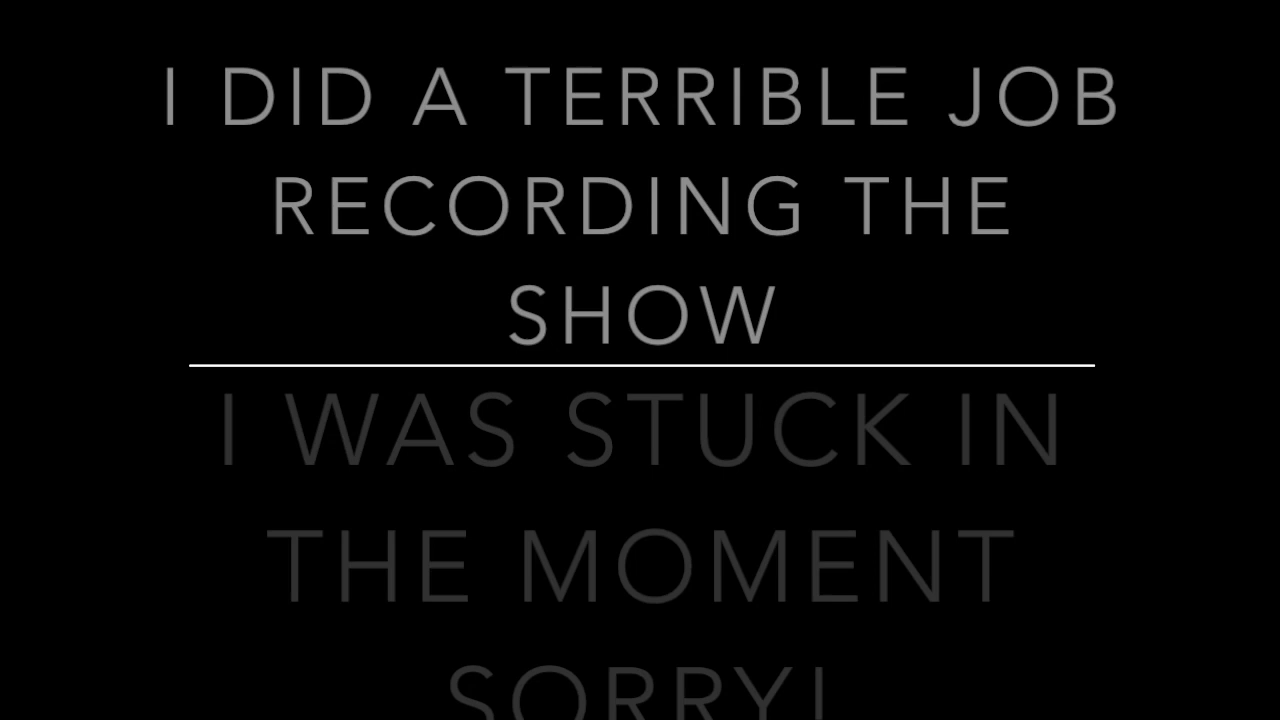 I DID A TERRIBLE JOB
RECORDING THE
SHOW
I WAS STUCK IN
THE MOMENT
SORRY!